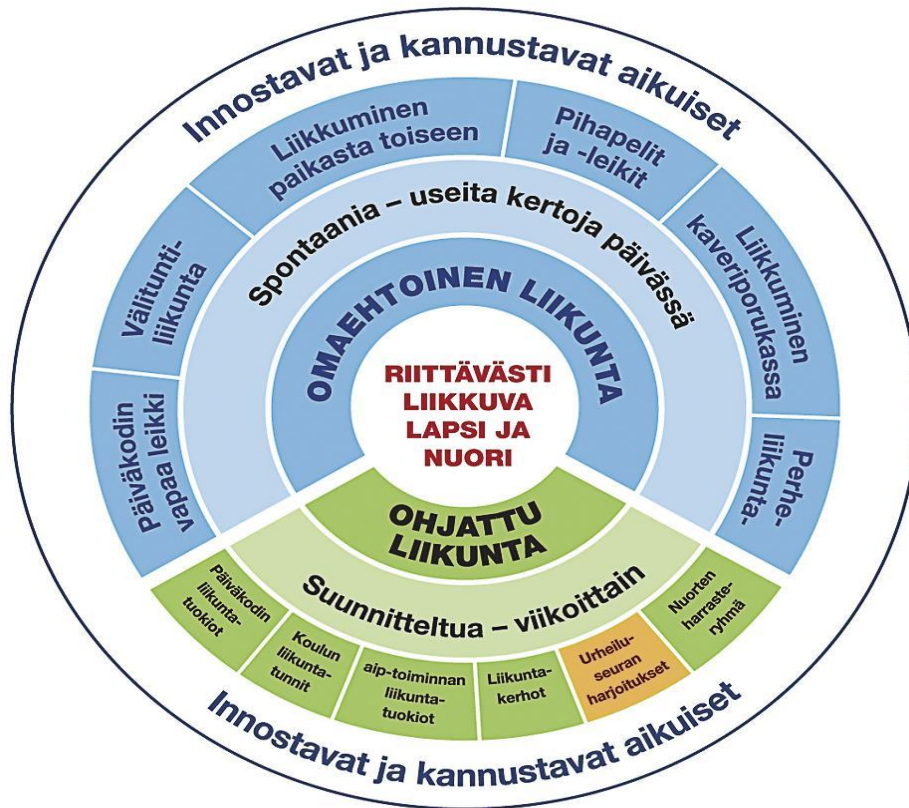 Innostavat ja kannustavat aikuiset
Liikkuminen
paikasta toiseen
Pihapelit
ja -leikit
Välitunti-
liikunta
Liikkuminen
kaveriporukassa
Päiväkodin
vapaa leikki
Perhe-
liikunta-
Spontaania – useita kertoja päivässä
OMAEHTOINEN LIIKUNTA
RIITTÄVÄSTI
LIIKKUVA
LAPSI JA
NUORI
OHJATTU
LIIKUNTA
Suunniteltua – viikoittain
Päiväkodin
liikunta-
tuokiot
Koulun
liikunta-
tunnit
aip-toiminnan
liikunta-
tuokiot
Liikunta-
kerhot
Urheilu-
seuran
harjoitukset
Nuorten
harraste-
ryhmä
Innostavat ja kannustavat aikuiset